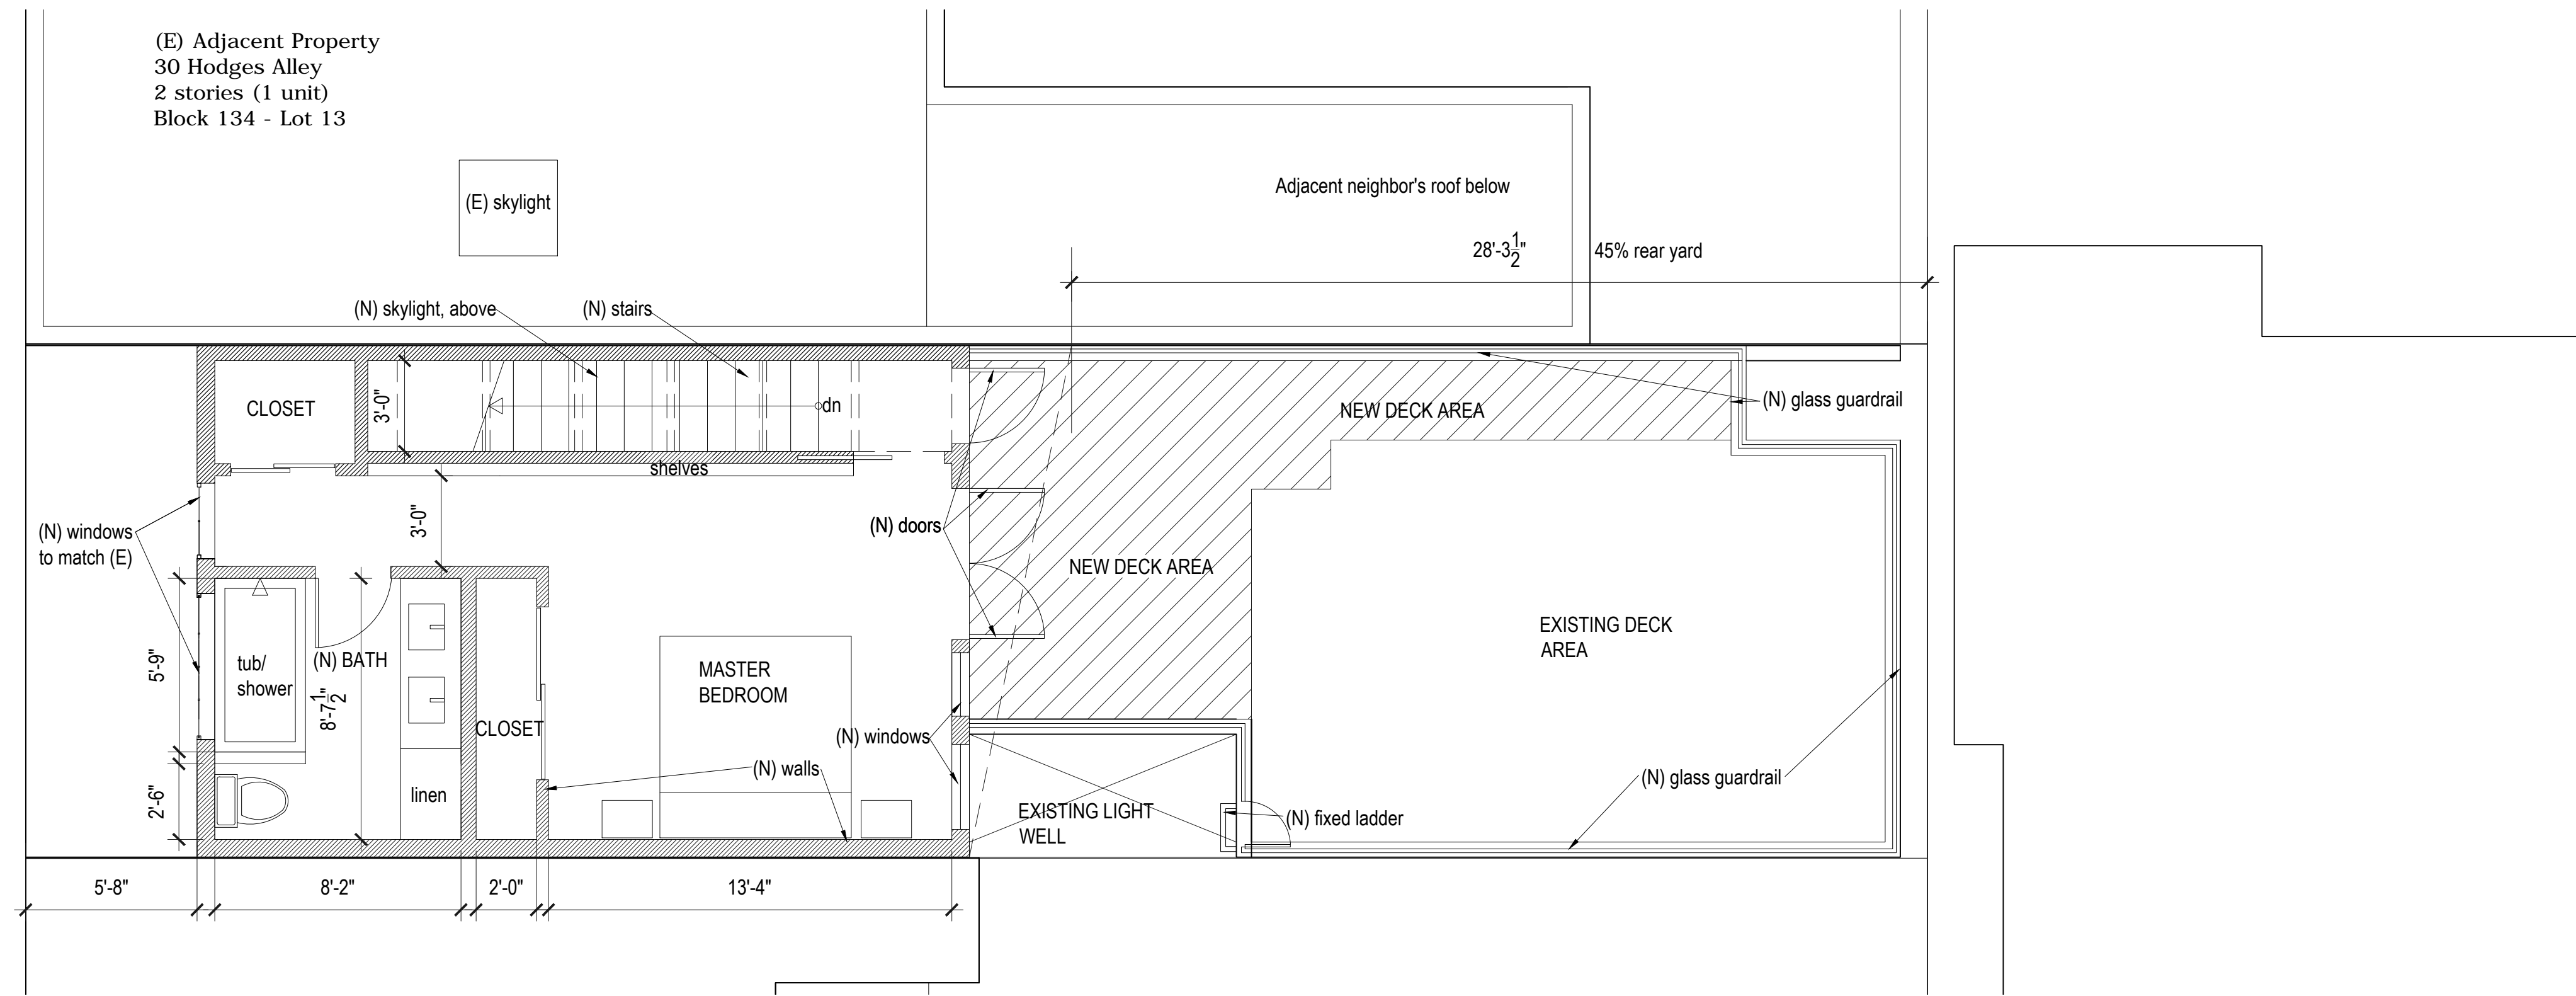 (E) Adjacent Property
30 Hodges Alley
2 stories (1 unit)
Block 134 - Lot 13
(E) skylight
Adjacent neighbor's roof below
28'-3 1/2"
45% rear yard
(N) skylight, above
(N) stairs
CLOSET
3'-0"
dn
NEW DECK AREA
(N) glass guardrail
shelves
(N) windows
to match (E)
3'-0"
(N) doors
NEW DECK AREA
EXISTING DECK
AREA
5'-9"
tub/
shower
(N) BATH
8'-7 1/2"
MASTER
BEDROOM
CLOSET
(N) windows
(N) walls
(N) glass guardrail
2'-6"
linen
EXISTING LIGHT
WELL
(N) fixed ladder
5'-8"
8'-2"
2'-0"
13'-4"